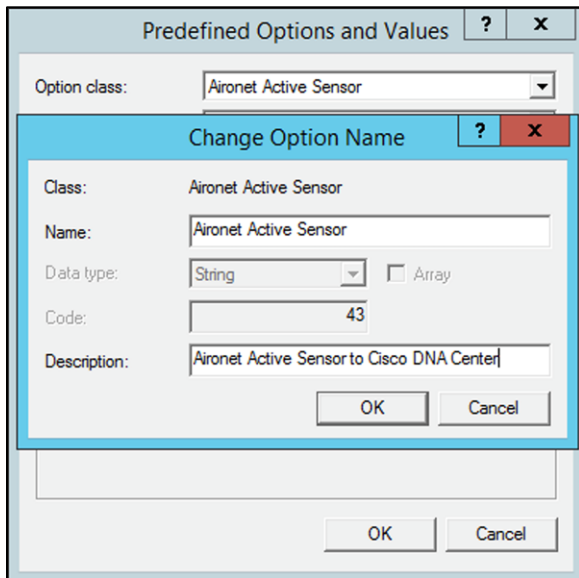 Predefined Options and Values ? x
Option class: Aironet Active Sensor
Change Option Name ? x
Class: Aironet Active Sensor
Name: Aironet Active Sensor
Data type: String Array
Code: 43
Description: Aironet Active Sensor to Cisco DNA Center
OK Cancel
OK Cancel